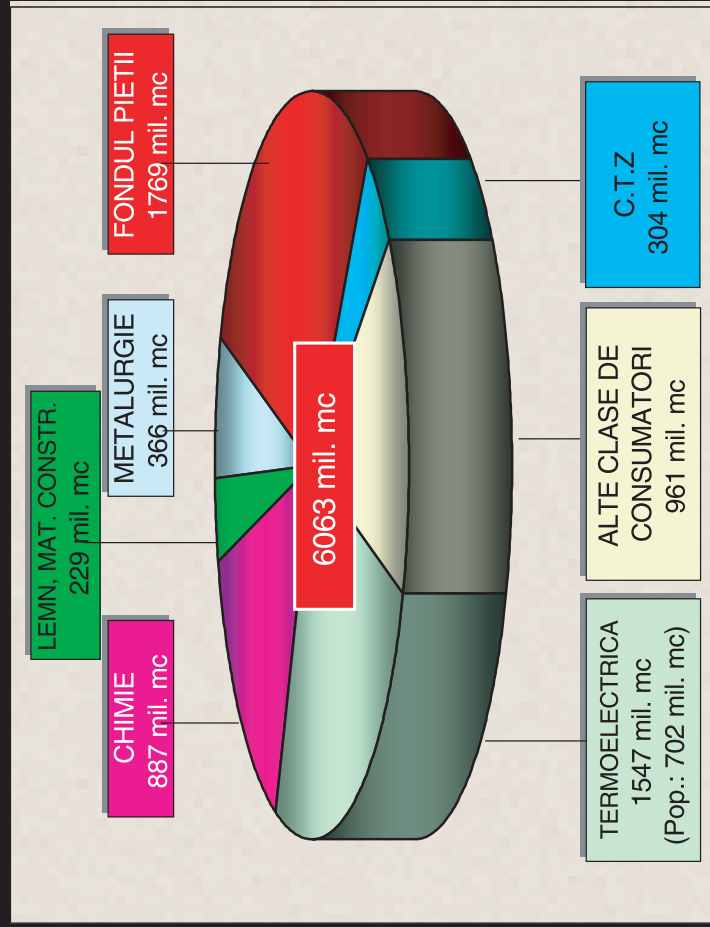 LEMN, MAT. CONSTR.
229 mil. mc
CHIMIE
887 mil. mc
METALURGIE
366 mil. mc
FONDUL PIETII
1769 mil. mc
6063 mil. mc
TERMOELECTRICA
1547 mil. mc
(Pop.: 702 mil. mc)
ALTE CLASE DE
CONSUMATORI
961 mil. mc
C.T.Z
304 mil. mc